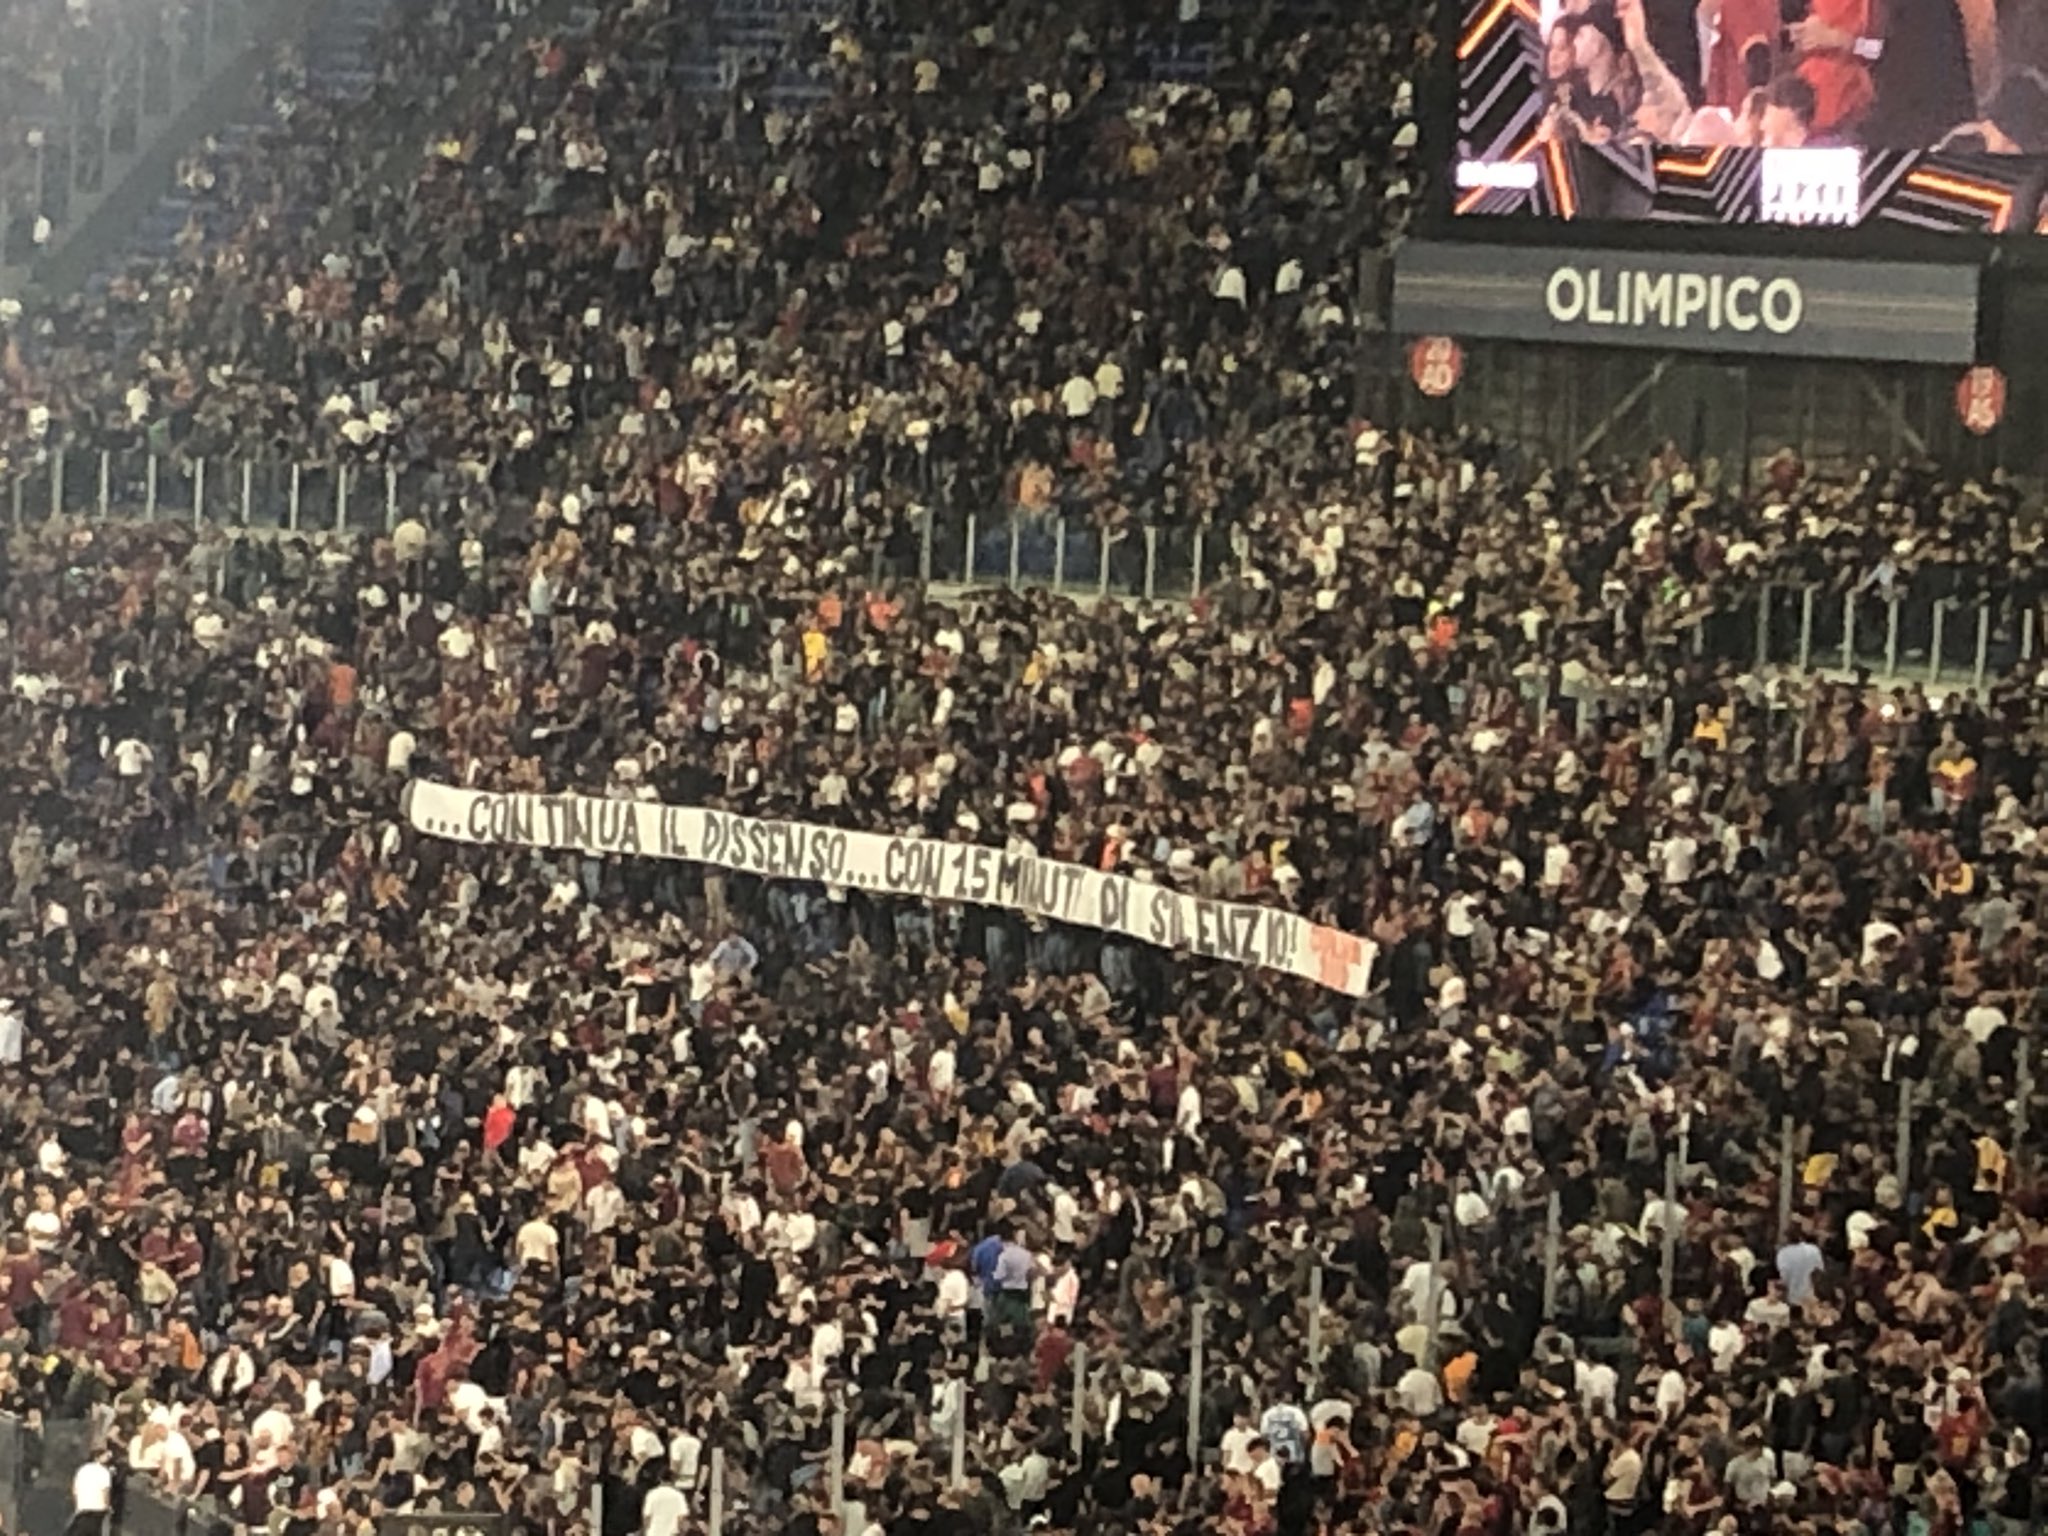 OLIMPICO
...CONTINUA IL DISSENSO...CON 15 MINUTI DI SILENZIO!